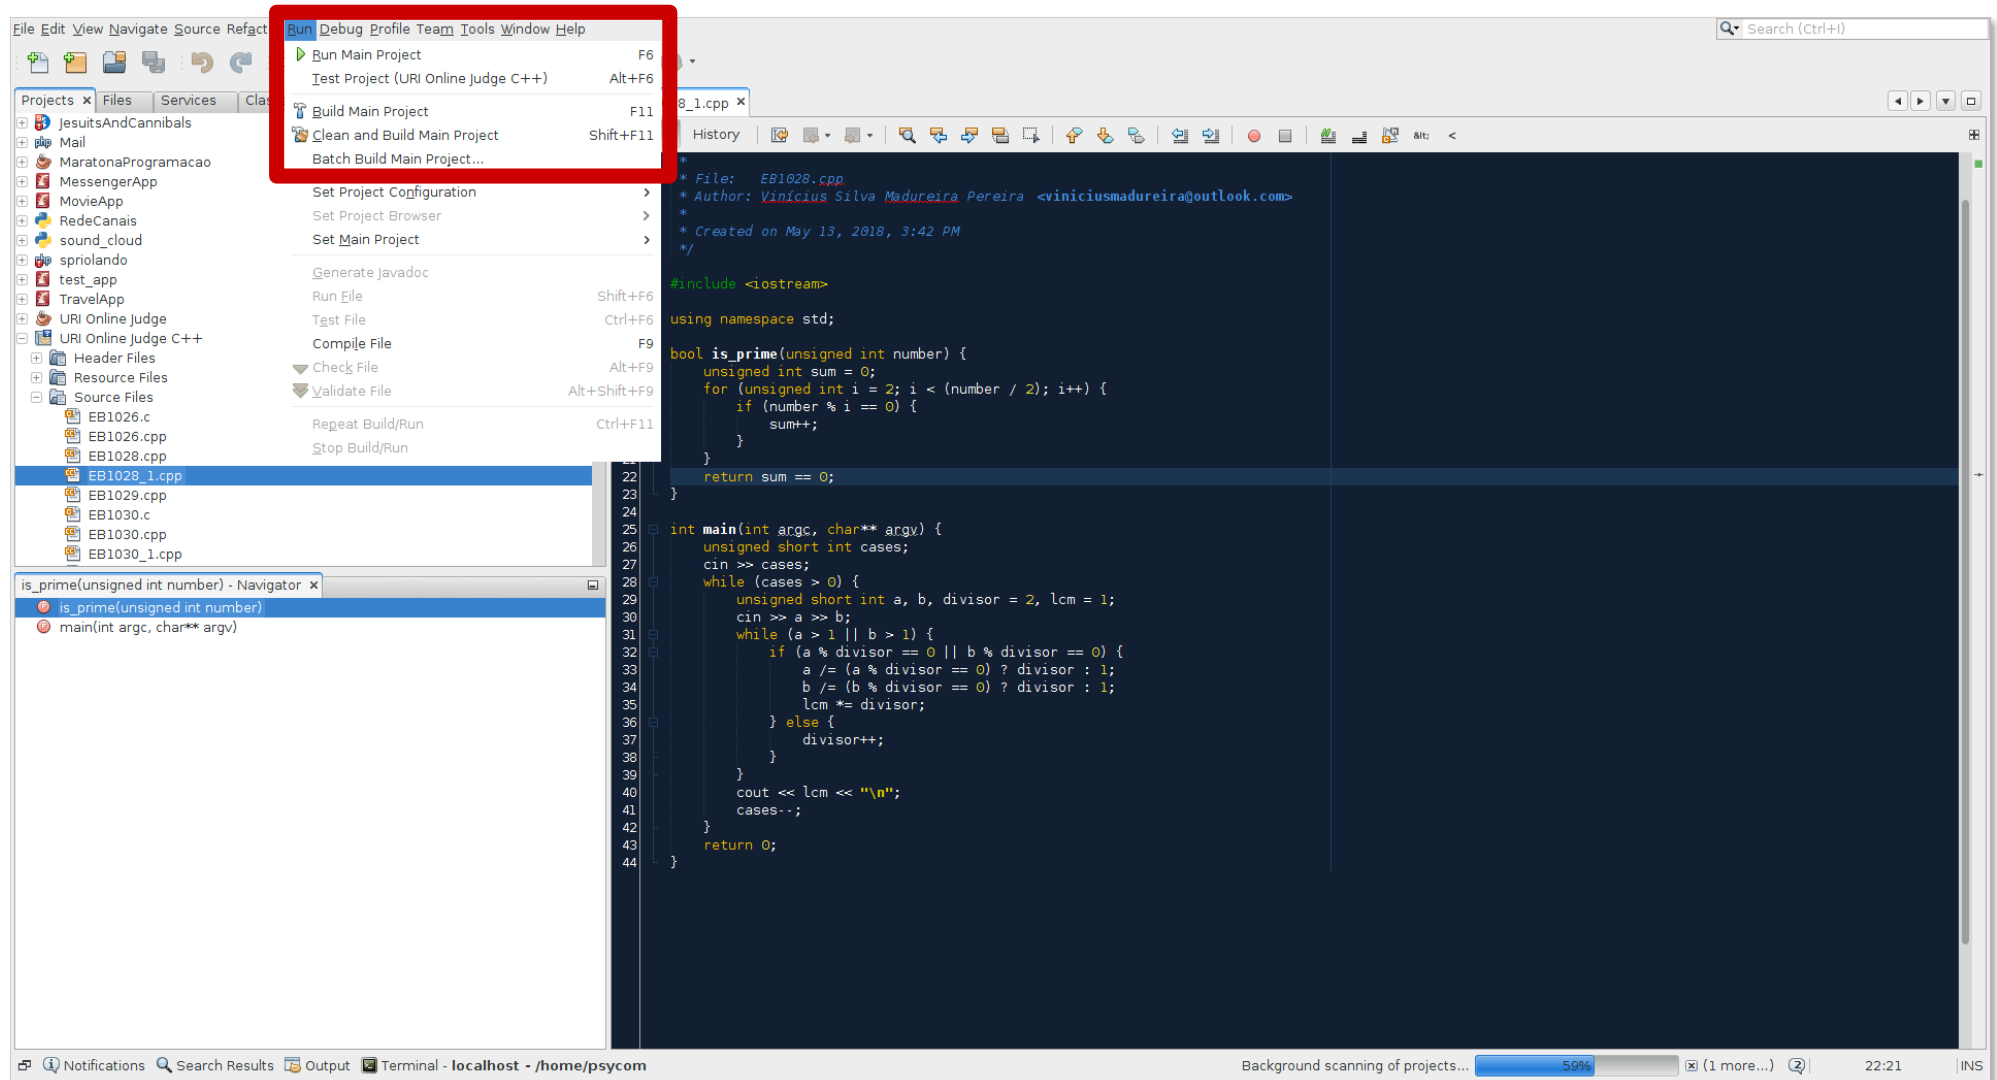 File Edit View Navigate Source Refact Run Debug Profile Team Tools Window Help
Search (Ctrl+I)
Run Main Project F6
Test Project (URI Online Judge C++) Alt+F6
Build Main Project F11
Clean and Build Main Project Shift+F11
Batch Build Main Project...
Set Project Configuration
Set Project Browser
Set Main Project
Generate Javadoc
Run File Shift+F6
Test File Ctrl+F6
Compile File F9
Check File Alt+F9
Validate File Alt+Shift+F9
Repeat Build/Run Ctrl+F11
Stop Build/Run
Projects Files Services Clas
JesuitsAndCannibals
Mail
MaratonaProgramacao
MessengerApp
MovieApp
RedeCanais
sound_cloud
spriolando
test_app
TravelApp
URI Online Judge
URI Online Judge C++
Header Files
Resource Files
Source Files
EB1026.c
EB1026.cpp
EB1028.cpp
EB1028_1.cpp
EB1029.cpp
EB1030.c
EB1030.cpp
EB1030_1.cpp
is_prime(unsigned int number) - Navigator
is_prime(unsigned int number)
main(int argc, char** argv)
8_1.cpp
History
&lt; <
*
* File: EB1028.cpp
* Author: Vinícius Silva Madureira Pereira <viniciusmadureira@outlook.com>
*
* Created on May 13, 2018, 3:42 PM
*/
#include <iostream>
using namespace std;
bool is_prime(unsigned int number) {
unsigned int sum = 0;
for (unsigned int i = 2; i < (number / 2); i++) {
if (number % i == 0) {
sum++;
}
}
22 return sum == 0;
23 }
24
25 int main(int argc, char** argv) {
26 unsigned short int cases;
27 cin >> cases;
28 while (cases > 0) {
29 unsigned short int a, b, divisor = 2, lcm = 1;
30 cin >> a >> b;
31 while (a > 1 || b > 1) {
32 if (a % divisor == 0 || b % divisor == 0) {
33 a /= (a % divisor == 0) ? divisor : 1;
34 b /= (b % divisor == 0) ? divisor : 1;
35 lcm *= divisor;
36 } else {
37 divisor++;
38 }
39 }
40 cout << lcm << "\n";
41 cases--;
42 }
43 return 0;
44 }
Notifications Search Results Output Terminal - localhost - /home/psycom
Background scanning of projects... 59% (1 more...) 2 22:21 INS